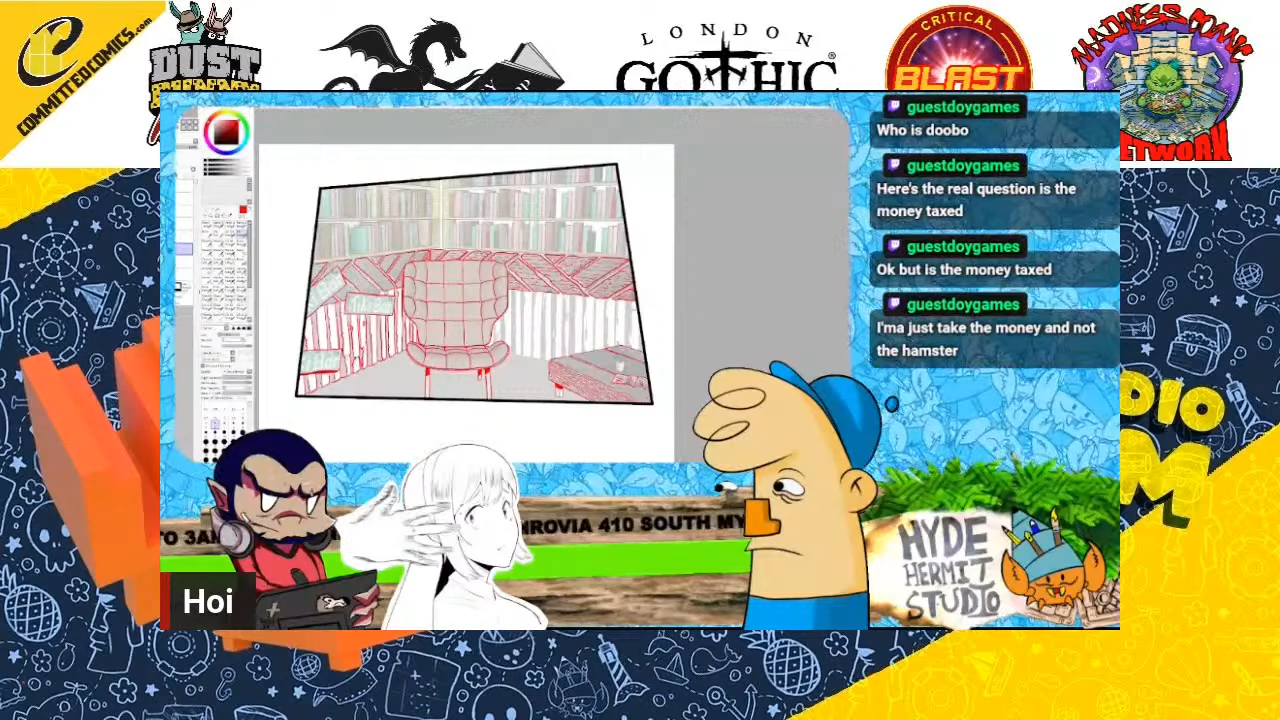 COMMITTEDCOMICS.com
DUST
LONDON
GOTHIC
CRITICAL
BLAST
MADNESS COMIC
NETWORK
guestdoygames
Who is doobo
guestdoygames
Here's the real question is the
money taxed
guestdoygames
Ok but is the money taxed
guestdoygames
I'ma just take the money and not
the hamster
ROVIA 410 SOUTH MY
HYDE
HERMIT
STUDIO
Hoi